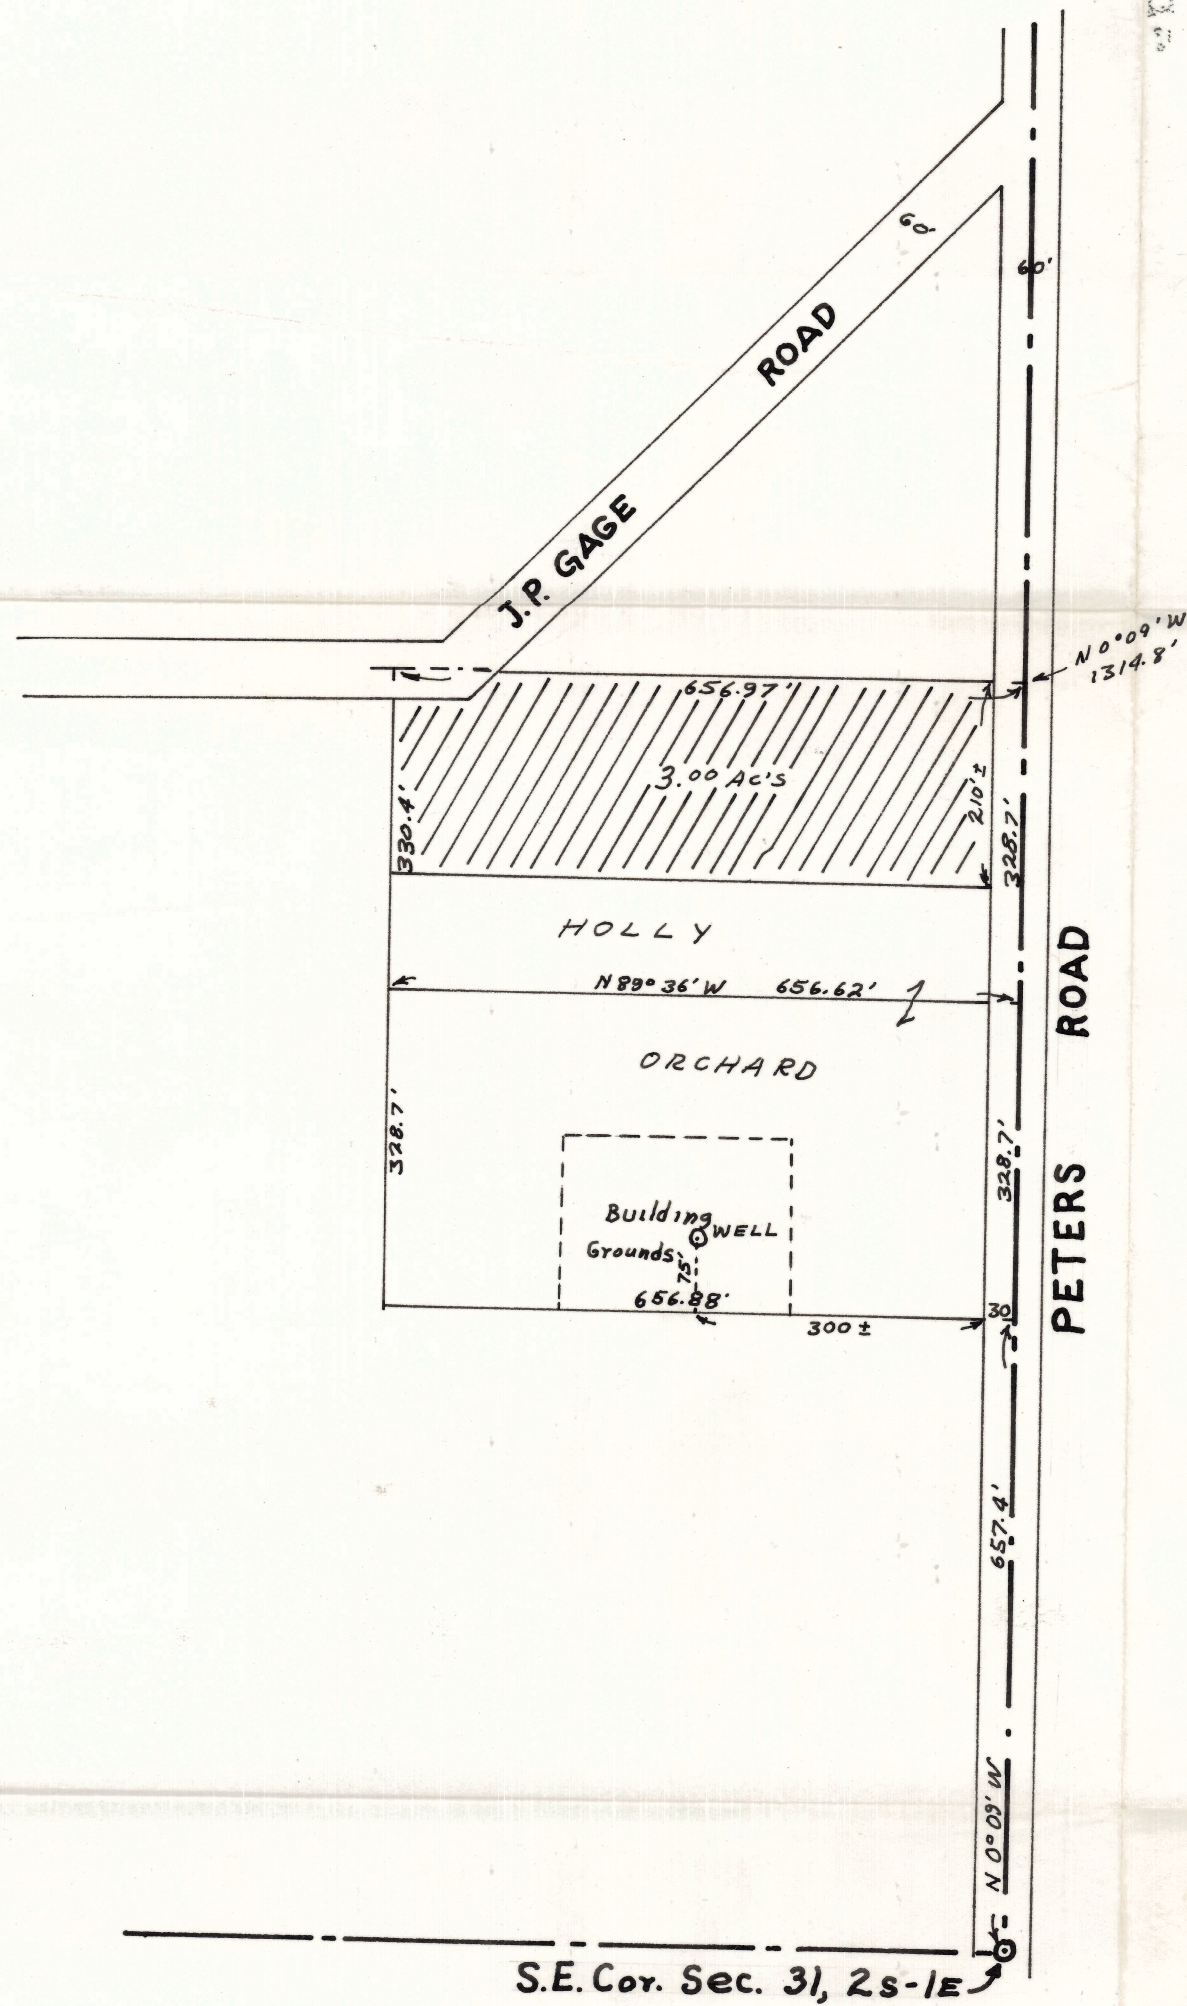 60'
60'
J.P. GAGE ROAD
N 0°09' W
1314.8'
656.97'
3.00 Ac's
330.4'
210' ±
328.7'
HOLLY
N 89° 36' W 656.62'
ORCHARD
328.7'
328.7'
PETERS ROAD
Building
WELL
Grounds
75'
656.88'
300 ±
30
657.4'
N 0° 09' W
S.E. Cor. Sec. 31, 2 S-1E